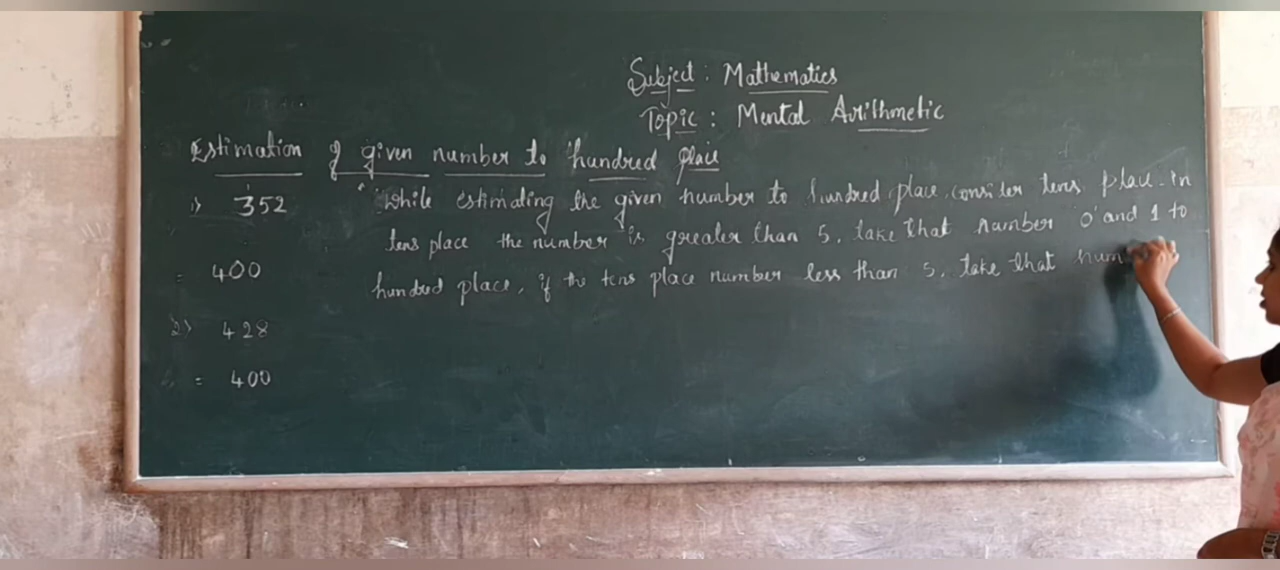 Subject : Mathematics
Topic : Mental Arithmetic
Estimation of given number to hundred place
1) 352
= 400
2) 428
= 400
While estimating the given number to hundred place, consider tens place. In
tens place the number is greater than 5, take that number 0 and 1 to
hundred place, if the tens place number less than 5, take that num